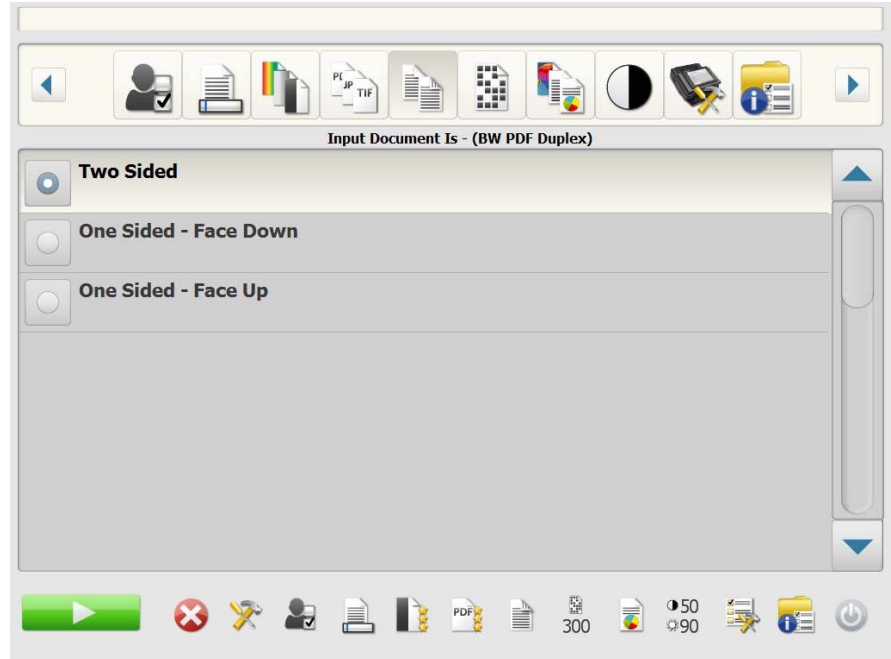 PD JP TIF
Input Document Is - (BW PDF Duplex)
Two Sided
One Sided - Face Down
One Sided - Face Up
PDF 300 50
90